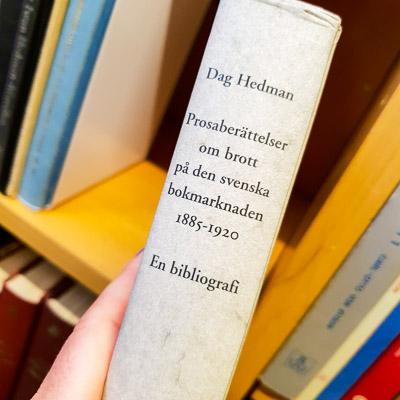 Dag Hedman
Prosaberättelser
om brott
på den svenska
bokmarknaden
1885-1920
En bibliografi